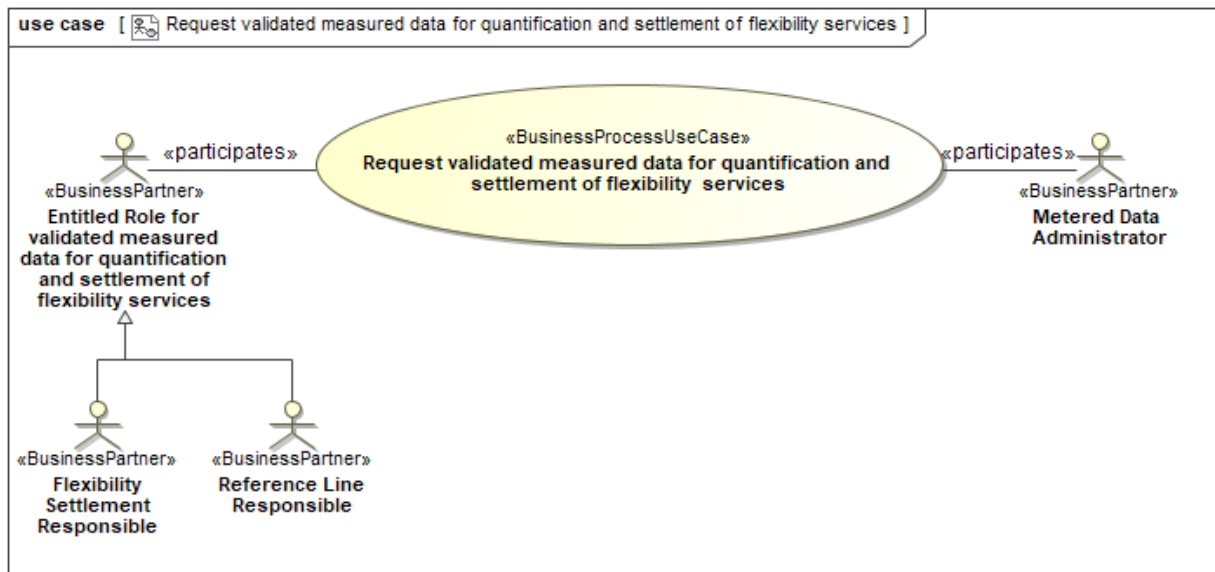 use case [ Request validated measured data for quantification and settlement of flexibility services ]
«BusinessProcessUseCase»
Request validated measured data for quantification and
settlement of flexibility services
«participates»
«participates»
«BusinessPartner»
Entitled Role for
validated measured
data for quantification
and settlement of
flexibility services
«BusinessPartner»
Metered Data
Administrator
«BusinessPartner»
Flexibility
Settlement
Responsible
«BusinessPartner»
Reference Line
Responsible